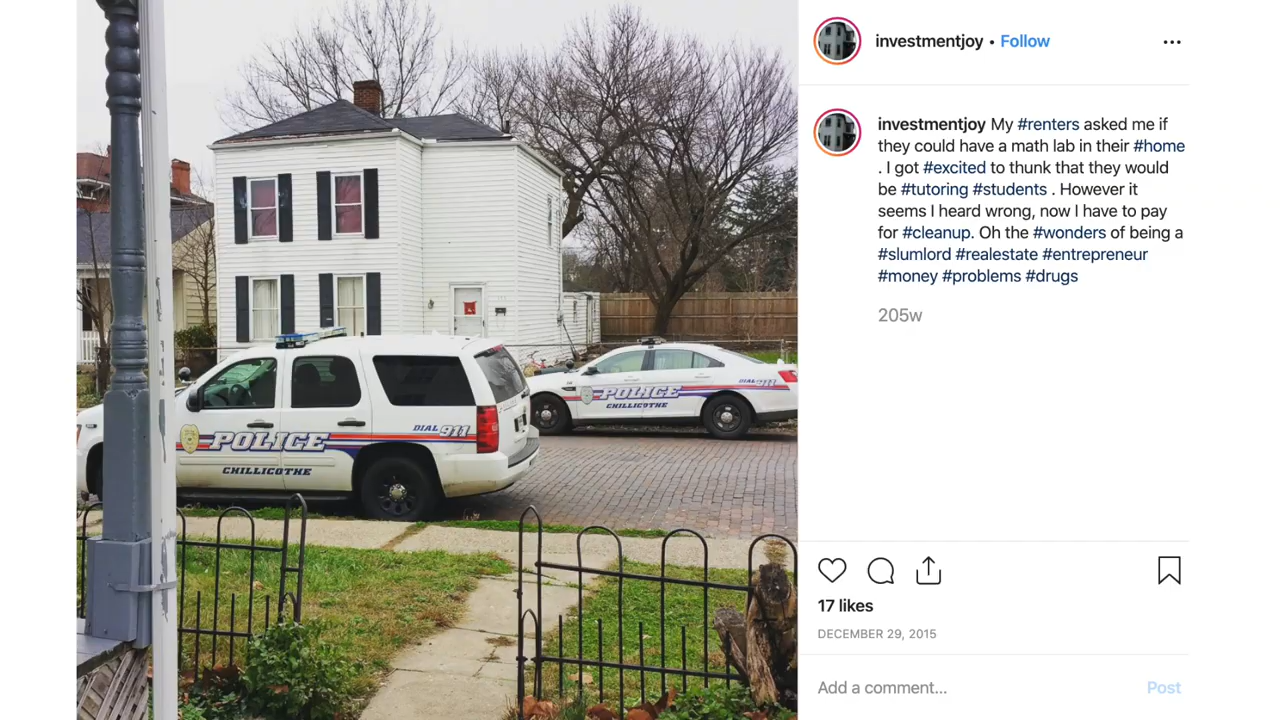 investmentjoy • Follow
investmentjoy My #renters asked me if
they could have a math lab in their #home
. I got #excited to thunk that they would
be #tutoring #students . However it
seems I heard wrong, now I have to pay
for #cleanup. Oh the #wonders of being a
#slumlord #realestate #entrepreneur
#money #problems #drugs
205w
17 likes
DECEMBER 29, 2015
Add a comment... Post
POLICE
CHILLICOTHE
DIAL 911
POLICE
CHILLICOTHE
DIAL 911